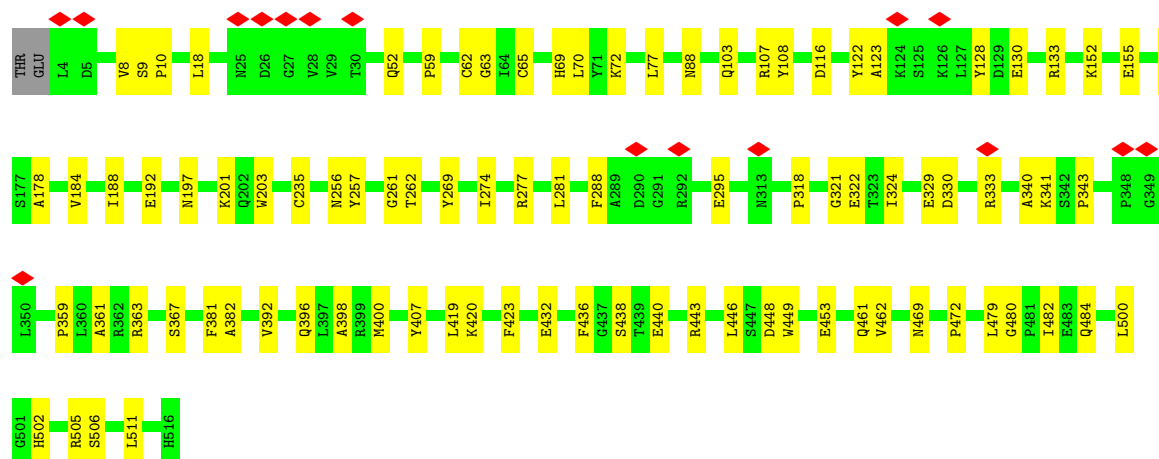 THR GLU L4 D5 V8 S9 P10 L18 N25 D26 G27 V28 V29 T30 Q52 P59 C62 G63 I64 C65 H69 L70 Y71 K72 L77 N88 Q103 R107 Y108 D116 Y122 A123 K124 S125 K126 L127 Y128 D129 E130 R133 K152 E155
S177 A178 V184 I188 E192 N197 K201 Q202 W203 C235 N256 Y257 G261 T262 Y269 I274 R277 L281 F288 A289 D290 G291 R292 E295 N313 P318 G321 E322 T323 I324 E329 D330 R333 A340 K341 S342 P343 P348 G349
L350 P359 L360 A361 R362 R363 S367 F381 A382 V392 Q396 L397 A398 R399 M400 Y407 L419 K420 F423 E432 F436 G437 S438 T439 E440 R443 L446 S447 D448 W449 E453 Q461 V462 N469 P472 L479 G480 P481 I482 E483 Q484 L500
G501 H502 R505 S506 L511 H516